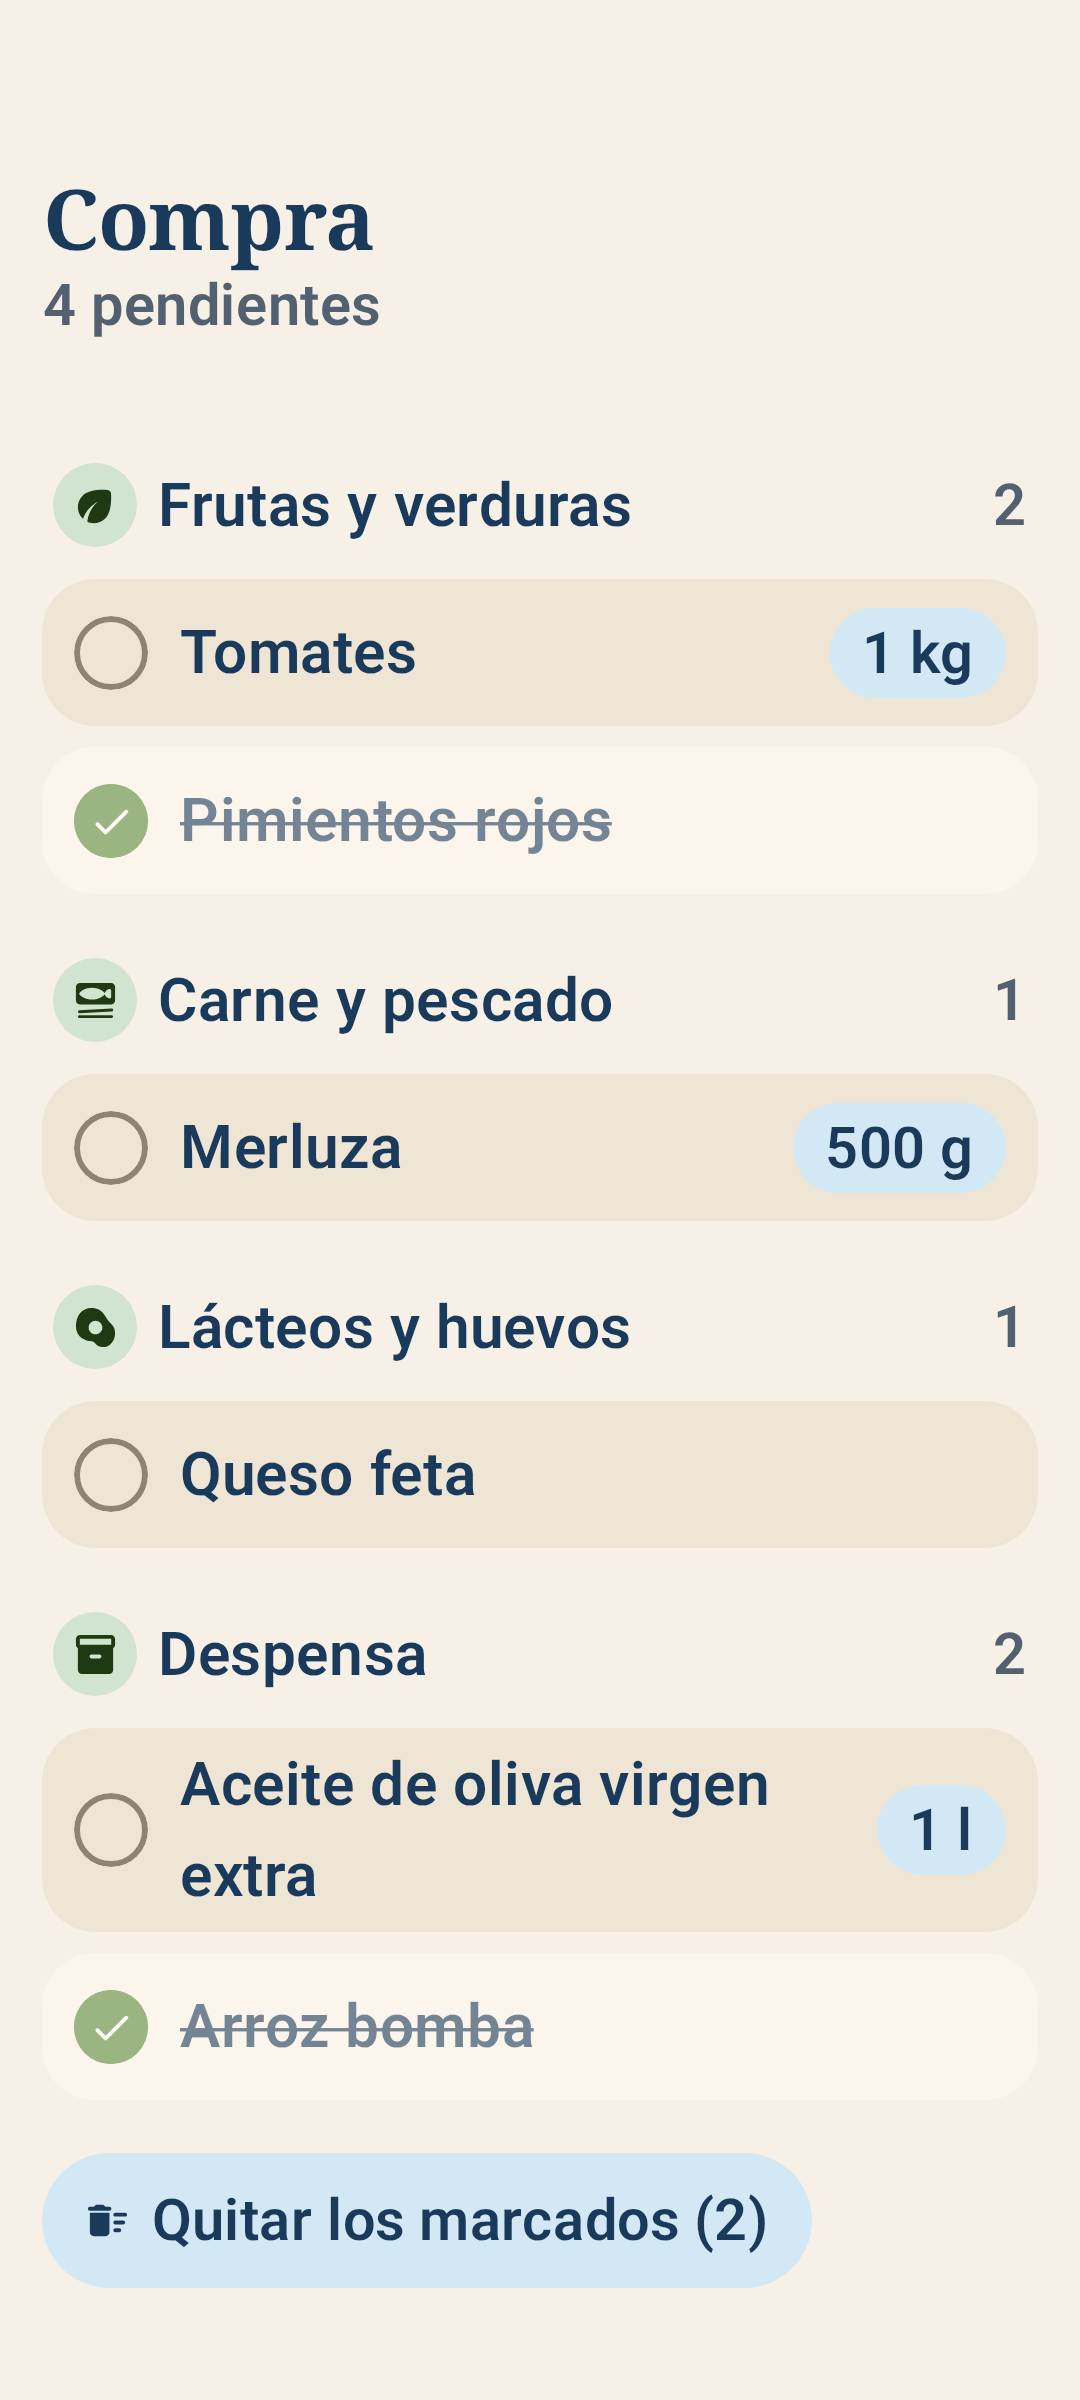 Compra
4 pendientes
Frutas y verduras 2
Tomates 1 kg
Pimientos rojos
Carne y pescado 1
Merluza 500 g
Lácteos y huevos 1
Queso feta
Despensa 2
Aceite de oliva virgen
extra 1 l
Arroz bomba
Quitar los marcados (2)